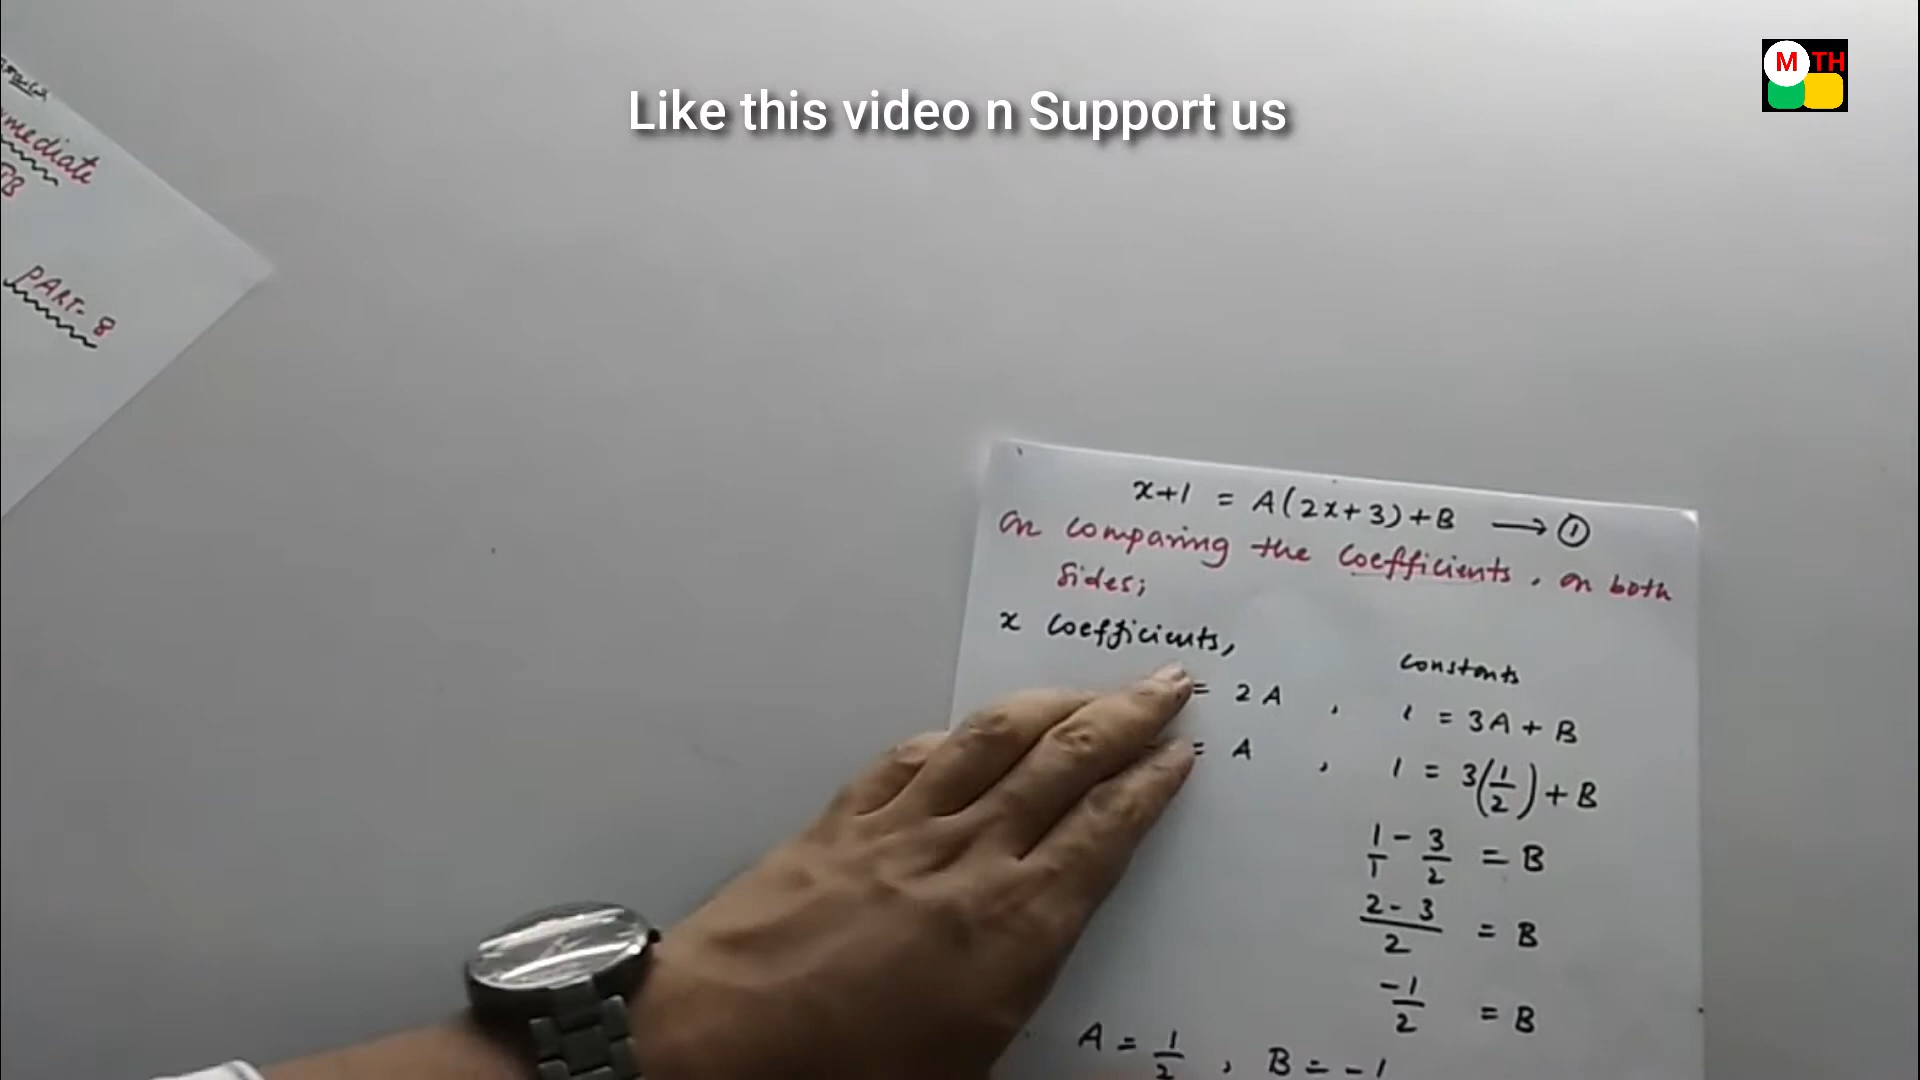 Like this video n Support us
M TH
PART- 8
x+1 = A(2x+3)+B → ①
on comparing the coefficients, on both
sides;
x coefficients,
constants
= 2A , 1 = 3A + B
= A , 1 = 3(1/2) + B
1/1 - 3/2 = B
2-3/2 = B
-1/2 = B
A = 1/2 , B = -1